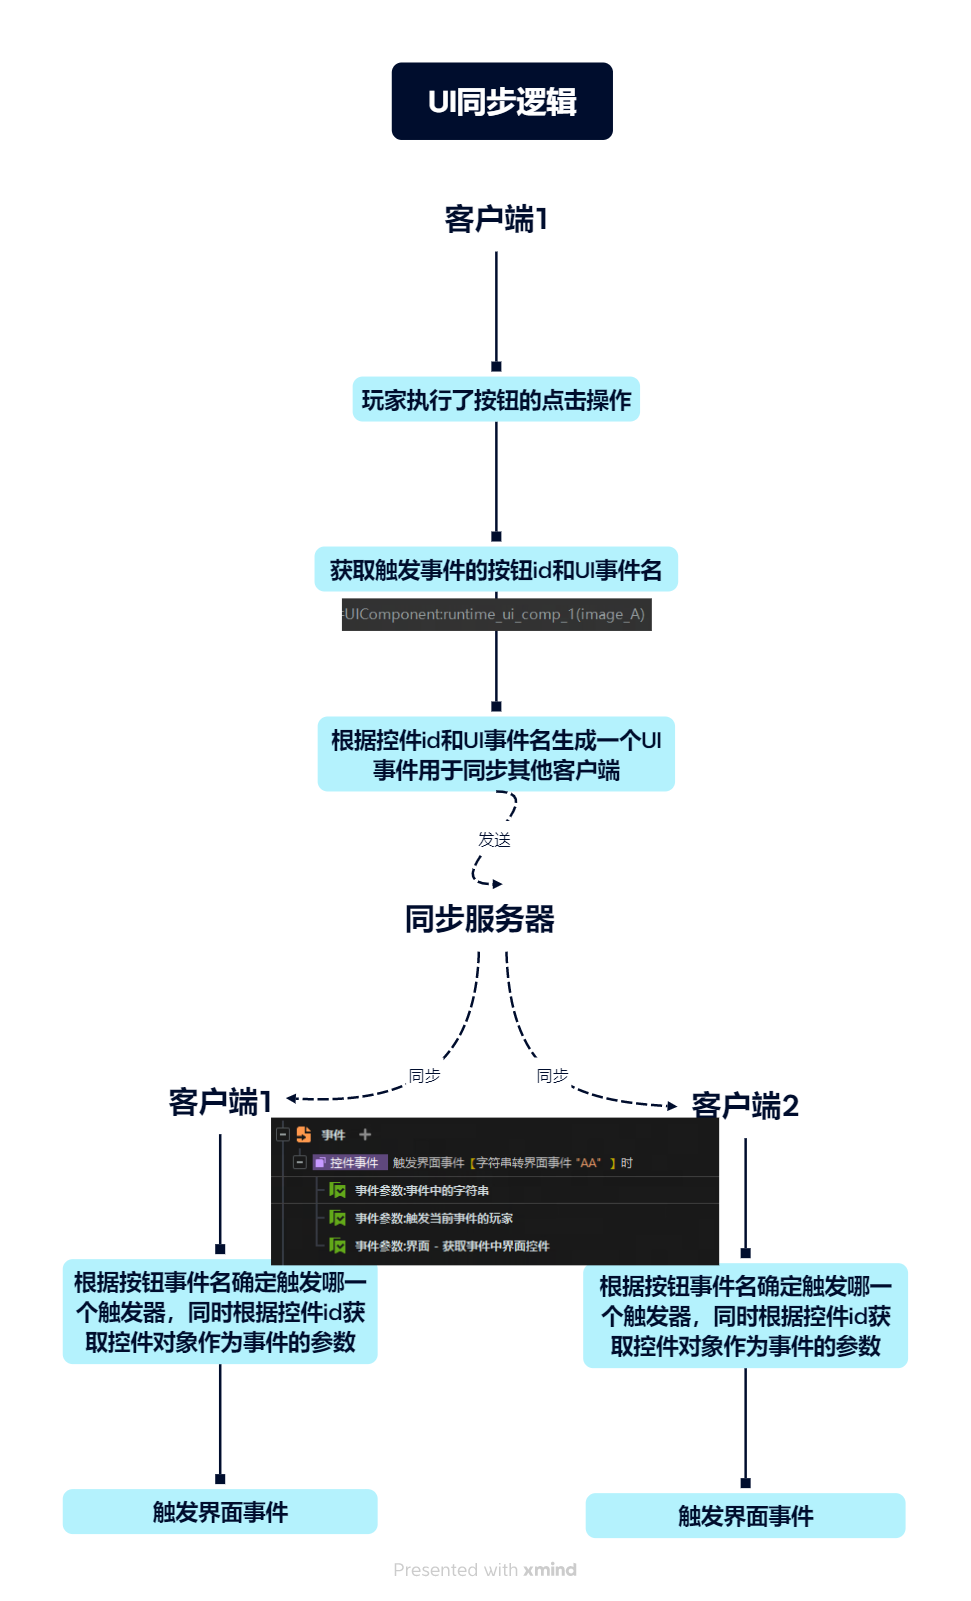 UI同步逻辑
客户端1
玩家执行了按钮的点击操作
获取触发事件的按钮id和UI事件名
=UIComponent:runtime_ui_comp_1(image_A)
根据控件id和UI事件名生成一个UI
事件用于同步其他客户端
发送
同步服务器
同步
同步
客户端1
客户端2
事件
控件事件 触发界面事件【字符串转界面事件 "AA" 】时
事件参数:事件中的字符串
事件参数:触发当前事件的玩家
事件参数:界面 - 获取事件中界面控件
根据按钮事件名确定触发哪一
个触发器，同时根据控件id获
取控件对象作为事件的参数
根据按钮事件名确定触发哪一
个触发器，同时根据控件id获
取控件对象作为事件的参数
触发界面事件
触发界面事件
Presented with xmind